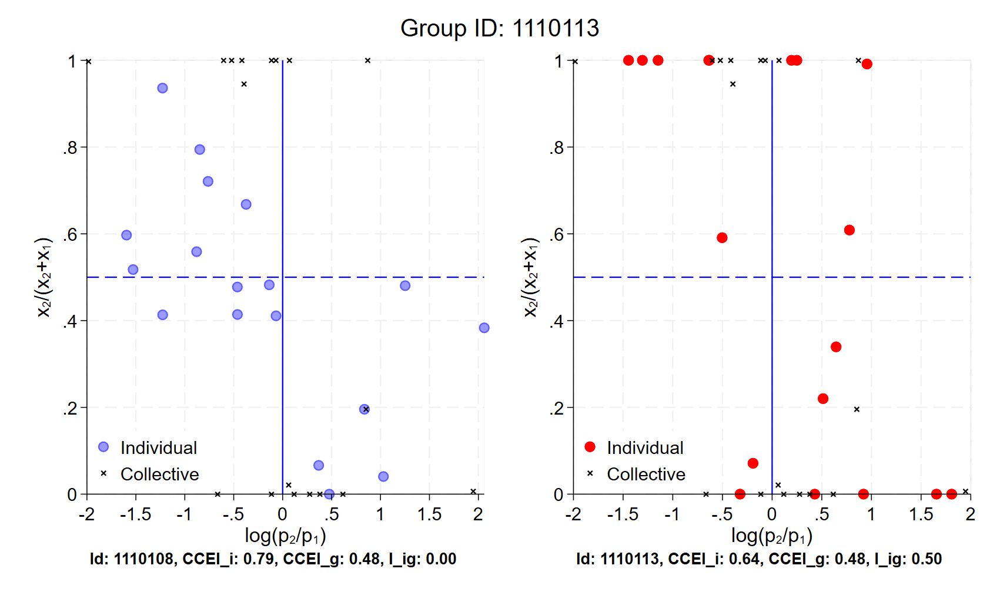 Group ID: 1110113
1
.8
.6
.4
.2
0
x₂/(x₂+x₁)
Individual
Collective
-2 -1.5 -1 -.5 0 .5 1 1.5 2
log(p₂/p₁)
Id: 1110108, CCEI_i: 0.79, CCEI_g: 0.48, I_ig: 0.00
1
.8
.6
.4
.2
0
x₂/(x₂+x₁)
Individual
Collective
-2 -1.5 -1 -.5 0 .5 1 1.5 2
log(p₂/p₁)
Id: 1110113, CCEI_i: 0.64, CCEI_g: 0.48, I_ig: 0.50